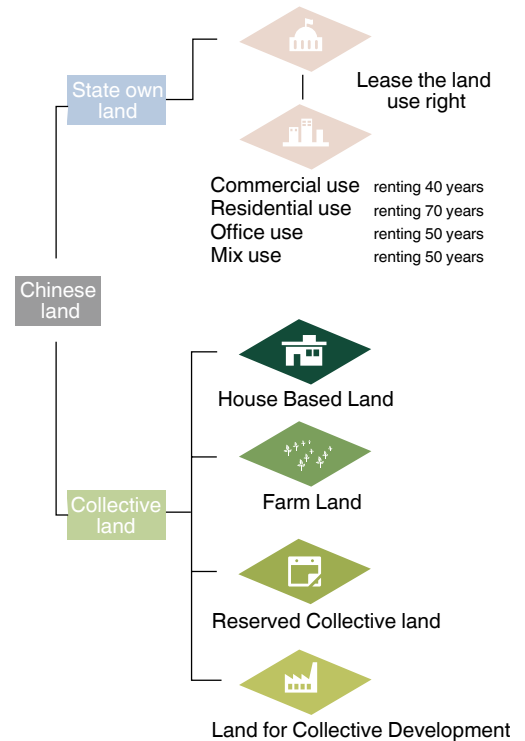 State own
land
Lease the land
use right
Commercial use renting 40 years
Residential use renting 70 years
Office use renting 50 years
Mix use renting 50 years
Chinese
land
House Based Land
Farm Land
Collective
land
Reserved Collective land
Land for Collective Development